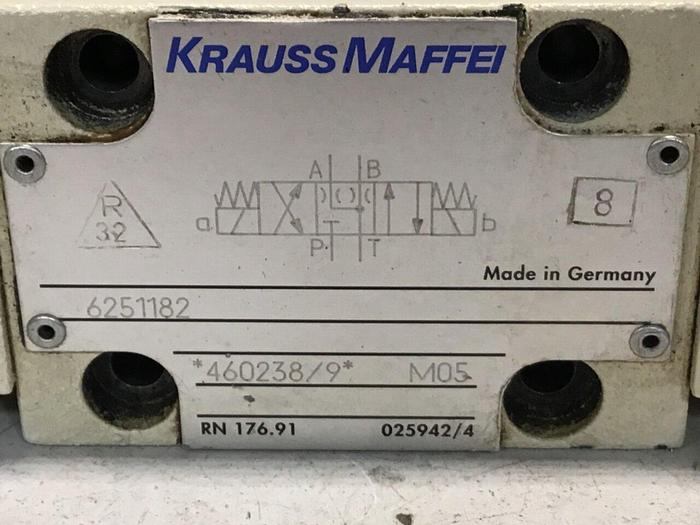 KRAUSS MAFFEI
A B
R
32
a b
8
P T
Made in Germany
6251182
*460238/9* M05
RN 176.91 025942/4